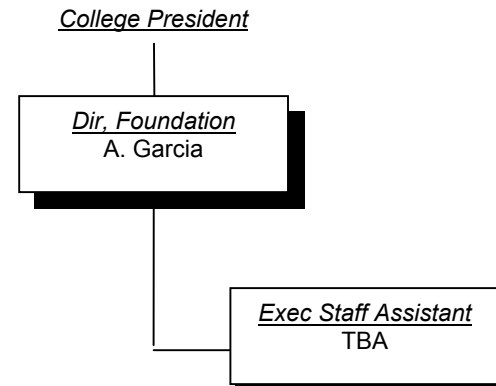 College President
Dir, Foundation
A. Garcia
Exec Staff Assistant
TBA